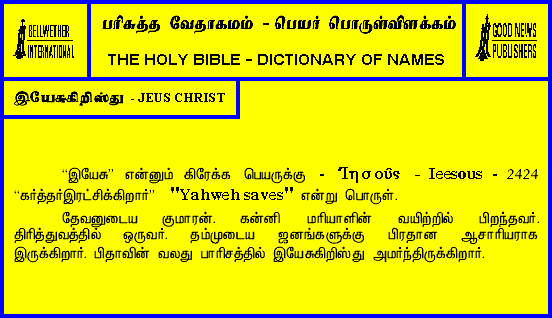 BELLWETHER
INTERNATIONAL
பரிசுத்த வேதாகமம் - பெயர் பொருள்விளக்கம்
THE HOLY BIBLE - DICTIONARY OF NAMES
GOOD NEWS
PUBLISHERS
இயேசுகிறிஸ்து - JEUS CHRIST
“இயேசு” என்னும் கிரேக்க பெயருக்கு - Ἰησοῦς - Ieesous - 2424
“கர்த்தர்இரட்சிக்கிறார்” "Yahweh saves" என்று பொருள்.
தேவனுடைய குமாரன். கன்னி மரியாளின் வயிற்றில் பிறந்தவர்.
திரித்துவத்தில் ஒருவர். தம்முடைய ஜனங்களுக்கு பிரதான ஆசாரியராக
இருக்கிறார். பிதாவின் வலது பாரிசத்தில் இயேசுகிறிஸ்து அமர்ந்திருக்கிறார்.